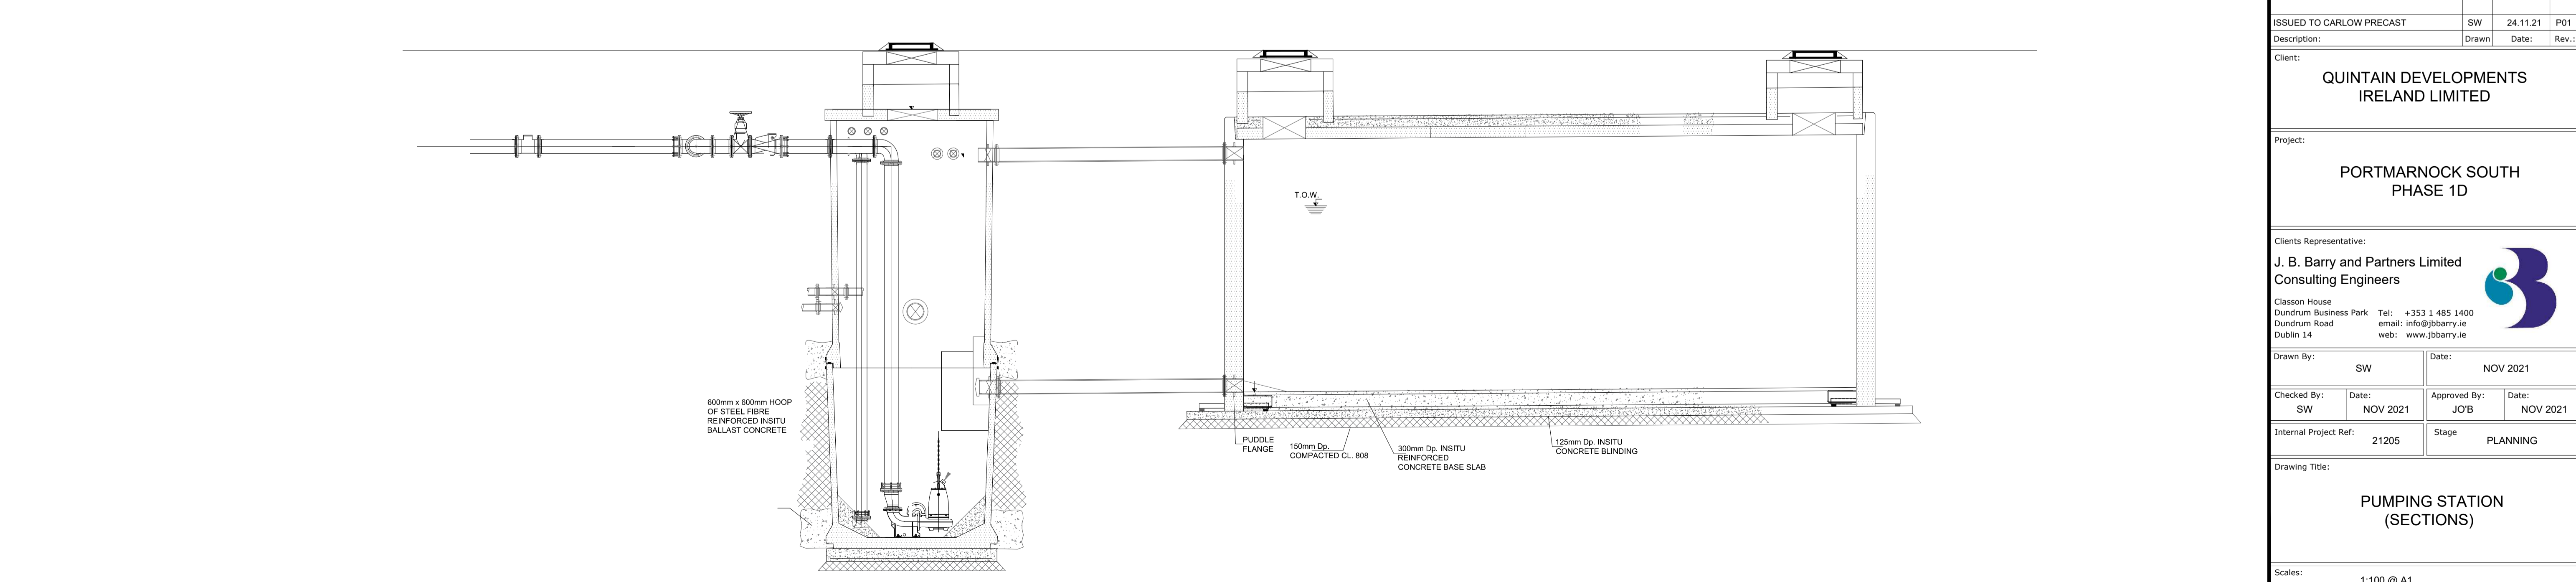 T.O.W.
600mm x 600mm HOOP
OF STEEL FIBRE
REINFORCED INSITU
BALLAST CONCRETE
PUDDLE
FLANGE
150mm Dp.
COMPACTED CL. 808
300mm Dp. INSITU
REINFORCED
CONCRETE BASE SLAB
125mm Dp. INSITU
CONCRETE BLINDING
ISSUED TO CARLOW PRECAST SW 24.11.21 P01
Description: Drawn Date: Rev.:
Client:
QUINTAIN DEVELOPMENTS
IRELAND LIMITED
Project:
PORTMARNOCK SOUTH
PHASE 1D
Clients Representative:
J. B. Barry and Partners Limited
Consulting Engineers
Classon House
Dundrum Business Park Tel: +353 1 485 1400
Dundrum Road email: info@jbbarry.ie
Dublin 14 web: www.jbbarry.ie
Drawn By: Date:
SW NOV 2021
Checked By: Date: Approved By: Date:
SW NOV 2021 JO'B NOV 2021
Internal Project Ref: Stage
21205 PLANNING
Drawing Title:
PUMPING STATION
(SECTIONS)
Scales:
1:100 @ A1